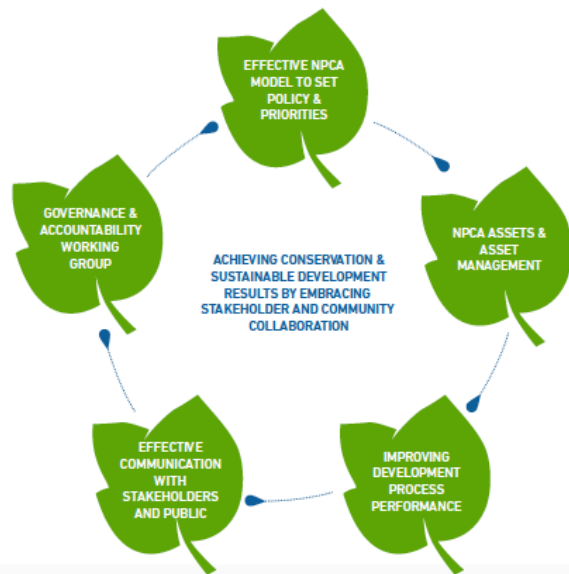 EFFECTIVE NPCA
MODEL TO SET
POLICY &
PRIORITIES
NPCA ASSETS &
ASSET
MANAGEMENT
IMPROVING
DEVELOPMENT
PROCESS
PERFORMANCE
EFFECTIVE
COMMUNICATION
WITH
STAKEHOLDERS
AND PUBLIC
GOVERNANCE &
ACCOUNTABILITY
WORKING
GROUP
ACHIEVING CONSERVATION &
SUSTAINABLE DEVELOPMENT
RESULTS BY EMBRACING
STAKEHOLDER AND COMMUNITY
COLLABORATION